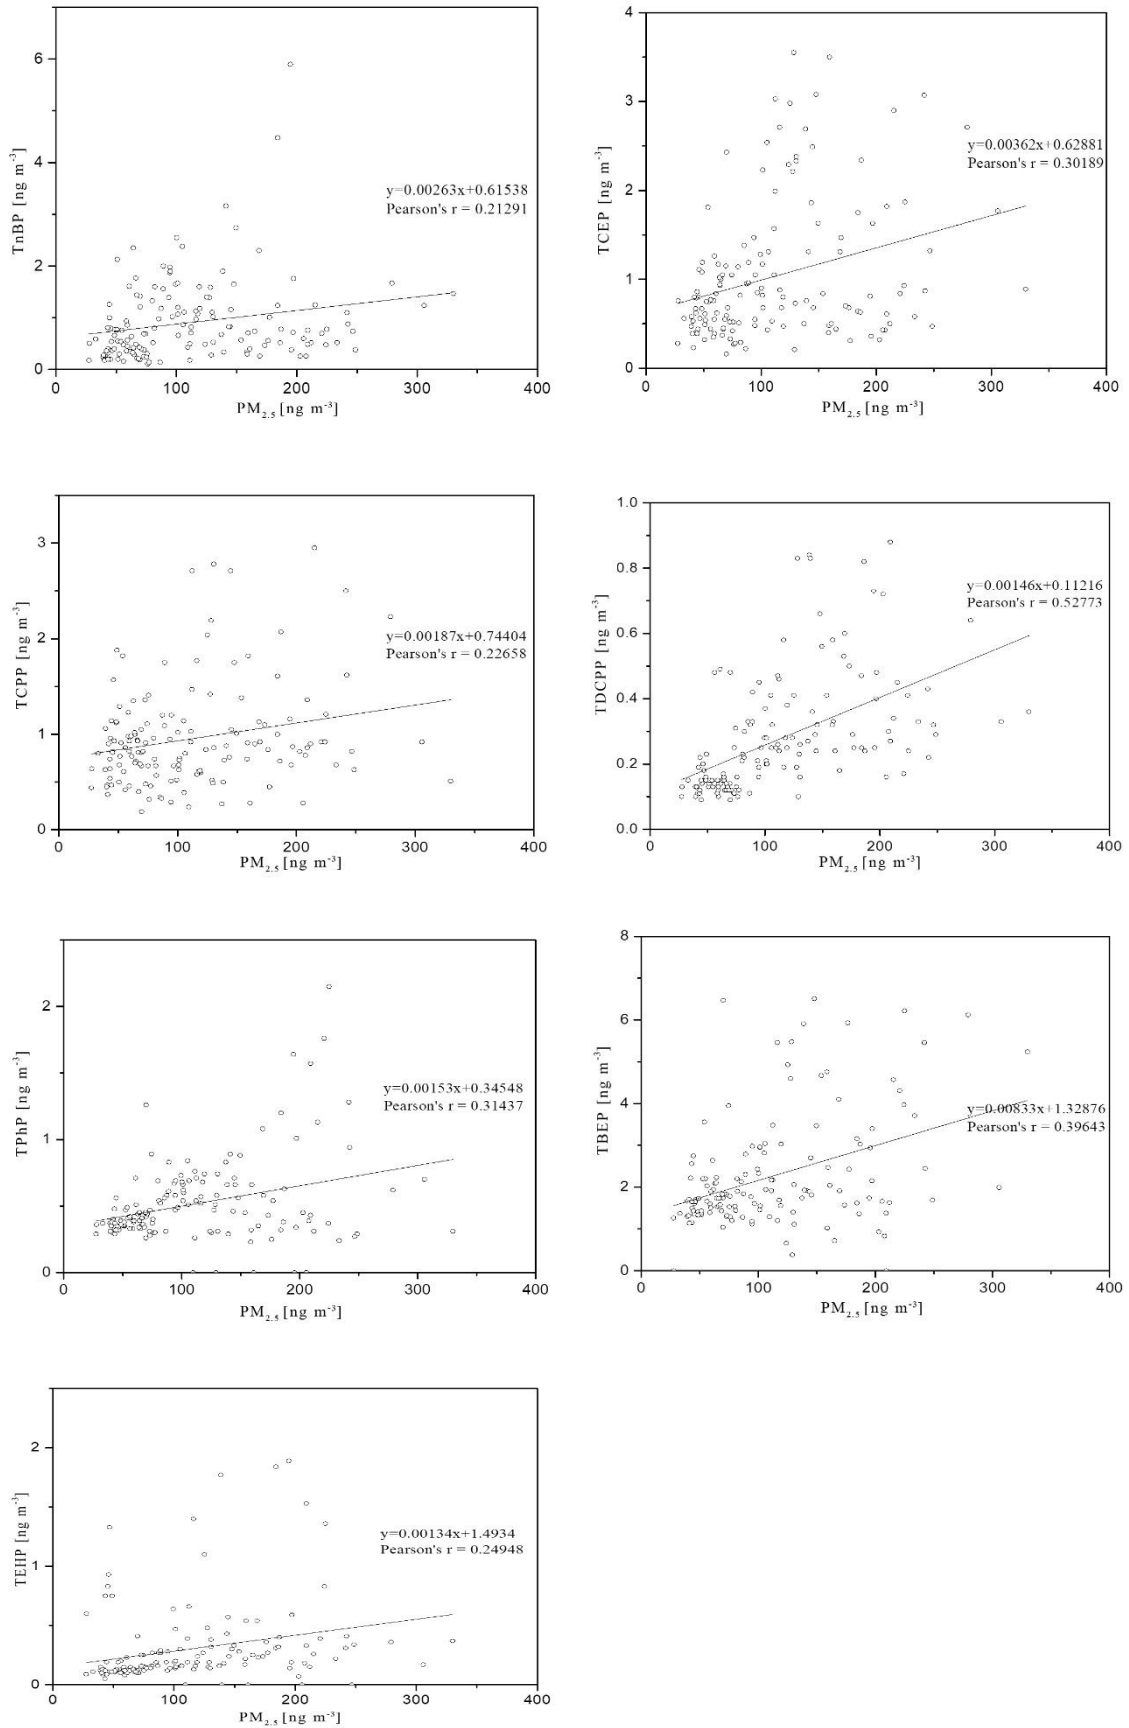 6
4
2
0
TnBP [ng m⁻³]
y=0.00263x+0.61538
Pearson's r = 0.21291
0 100 200 300 400
PM₂.₅ [ng m⁻³]
4
3
2
1
0
TCEP [ng m⁻³]
y=0.00362x+0.62881
Pearson's r = 0.30189
0 100 200 300 400
PM₂.₅ [ng m⁻³]
3
2
1
0
TCPP [ng m⁻³]
y=0.00187x+0.74404
Pearson's r = 0.22658
0 100 200 300 400
PM₂.₅ [ng m⁻³]
1.0
0.8
0.6
0.4
0.2
0.0
TDCPP [ng m⁻³]
y=0.00146x+0.11216
Pearson's r = 0.52773
0 100 200 300 400
PM₂.₅ [ng m⁻³]
2
1
0
TPhP [ng m⁻³]
y=0.00153x+0.34548
Pearson's r = 0.31437
0 100 200 300 400
PM₂.₅ [ng m⁻³]
8
6
4
2
0
TBEP [ng m⁻³]
y=0.00833x+1.32876
Pearson's r = 0.39643
0 100 200 300 400
PM₂.₅ [ng m⁻³]
2
1
0
TEHP [ng m⁻³]
y=0.00134x+1.4934
Pearson's r = 0.24948
0 100 200 300 400
PM₂.₅ [ng m⁻³]